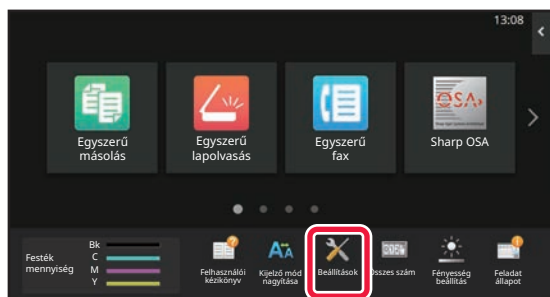 13:08
Egyszerű
másolás
Egyszerű
lapolvasás
Egyszerű
fax
OSA
Sharp OSA
Festék
mennyiség
Bk
C
M
Y
Felhasználói
kézikönyv
Kijelző mód
nagyítása
Beállítások
Összes szám
Fényesség
beállítás
Feladat
állapot